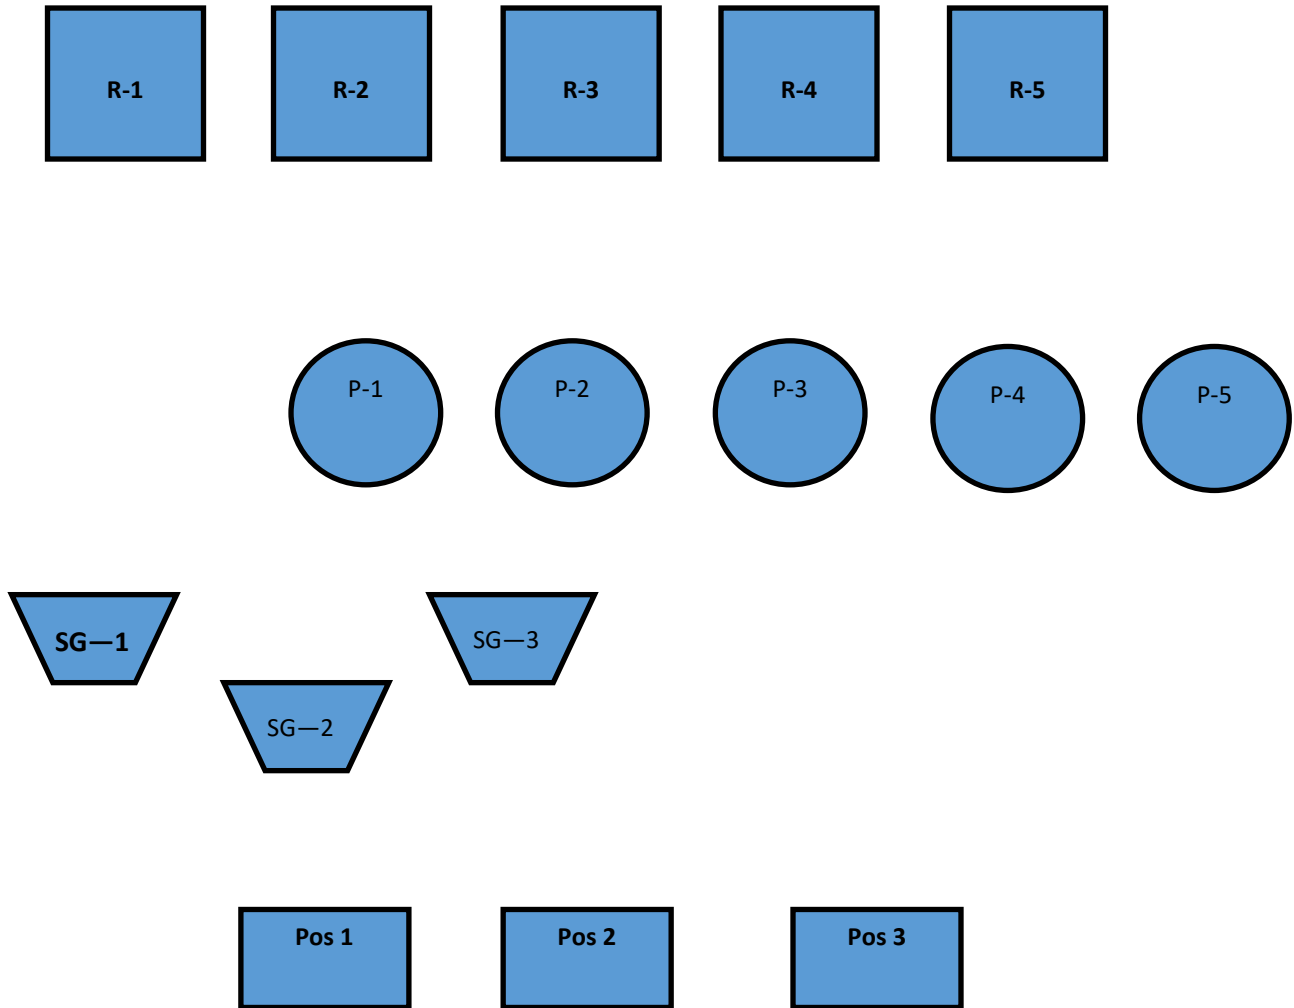 R-1
R-2
R-3
R-4
R-5
P-1
P-2
P-3
P-4
P-5
SG—1
SG—3
SG—2
Pos 1
Pos 2
Pos 3